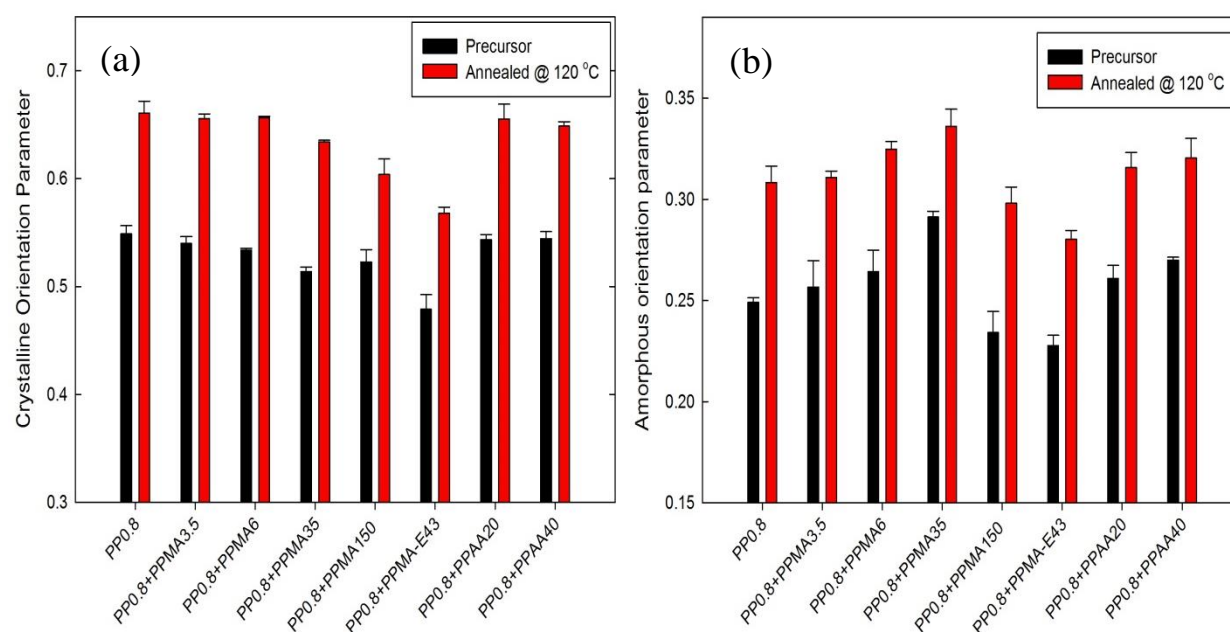 (a)
Precursor
Annealed @ 120 °C
Crystalline Orientation Parameter
0.7
0.6
0.5
0.4
0.3
PP0.8
PP0.8+PPMA3.5
PP0.8+PPMA6
PP0.8+PPMA35
PP0.8+PPMA150
PP0.8+PPMA-E43
PP0.8+PPAA20
PP0.8+PPAA40
(b)
Precursor
Annealed @ 120 °C
Amorphous orientation parameter
0.35
0.30
0.25
0.20
0.15
PP0.8
PP0.8+PPMA3.5
PP0.8+PPMA6
PP0.8+PPMA35
PP0.8+PPMA150
PP0.8+PPMA-E43
PP0.8+PPAA20
PP0.8+PPAA40